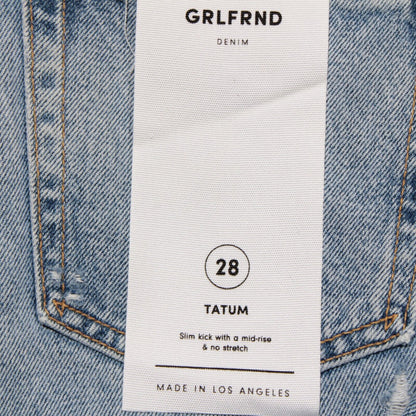 GRLFRND
DENIM
28
TATUM
Slim kick with a mid-rise
& no stretch
MADE IN LOS ANGELES